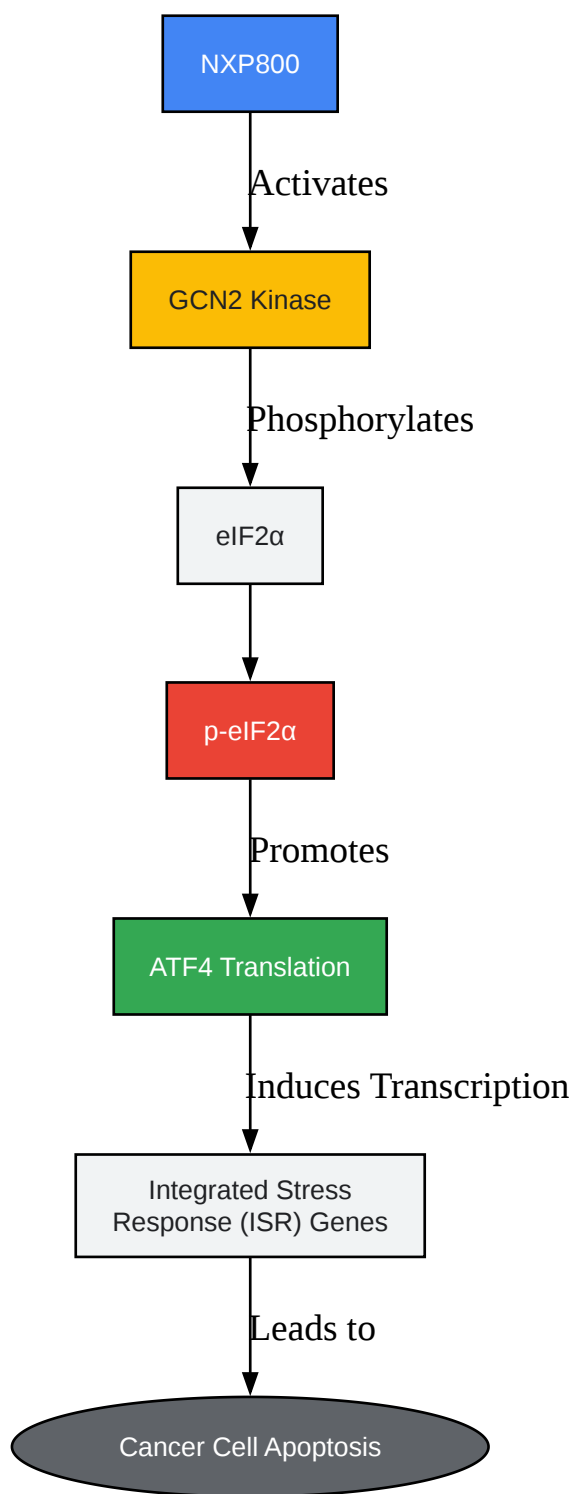 NXP800
Activates
GCN2 Kinase
Phosphorylates
eIF2α
p-eIF2α
Promotes
ATF4 Translation
Induces Transcription
Integrated Stress
Response (ISR) Genes
Leads to
Cancer Cell Apoptosis